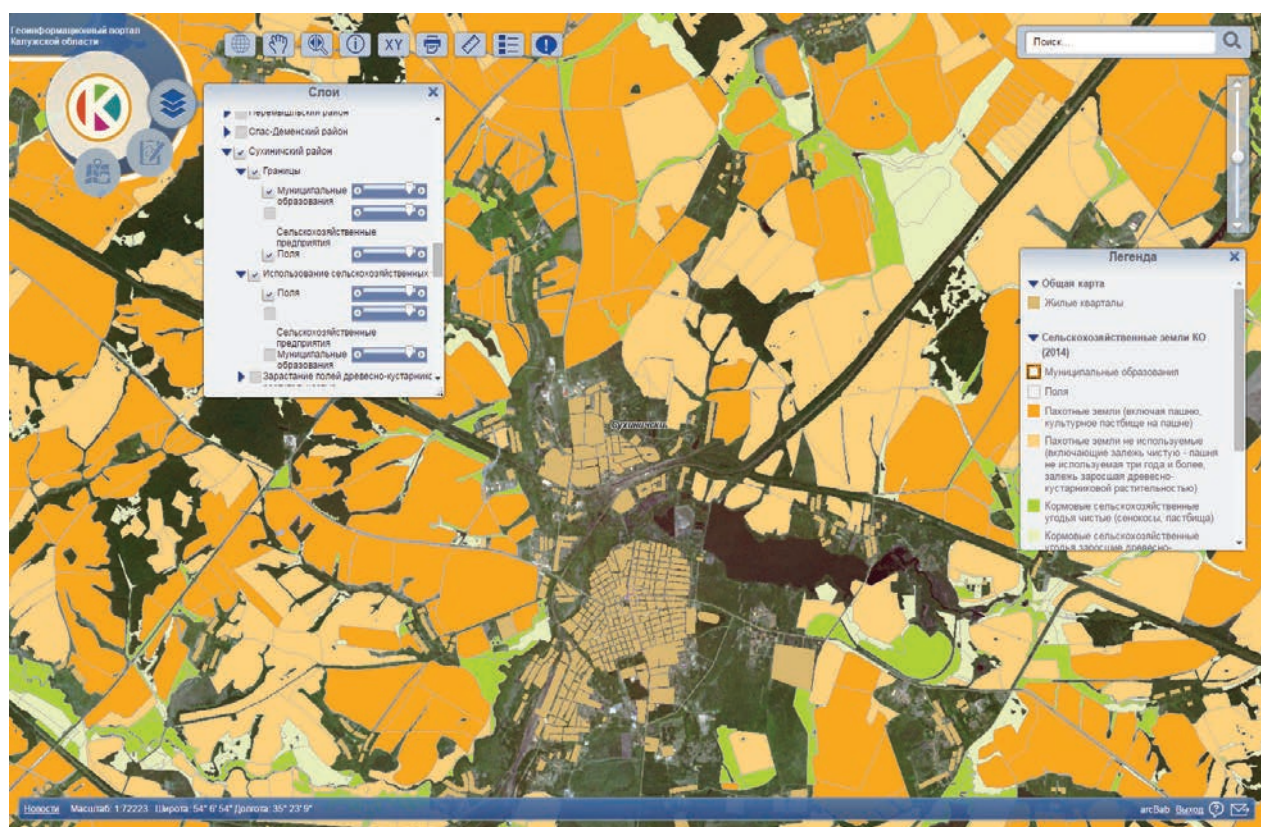 Геоинформационный портал
Калужской области
XY
Поиск...
Слои
Перемышльский район
Спас-Деменский район
Сухиничский район
Границы
Муниципальные
образования
Сельскохозяйственные
предприятия
Поля
Использование сельскохозяйственных
Поля
Сельскохозяйственные
предприятия
Муниципальные
образования
Зарастание полей древесно-кустарник
Легенда
Общая карта
Жилые кварталы
Сельскохозяйственные земли КО
(2014)
Муниципальные образования
Поля
Пахотные земли (включая пашню,
культурное пастбище на пашне)
Пахотные земли не используемые
(включающие залежь чистую - пашня
не используемая три года и более,
залежь заросшая древесно-
кустарниковой растительностью)
Кормовые сельскохозяйственные
угодья чистые (сенокосы, пастбища)
Кормовые сельскохозяйственные
угодья заросшие древесно-
Новости Масштаб: 1:72223 Широта: 54° 6' 54" Долгота: 35° 23' 9"
arcBab Выход